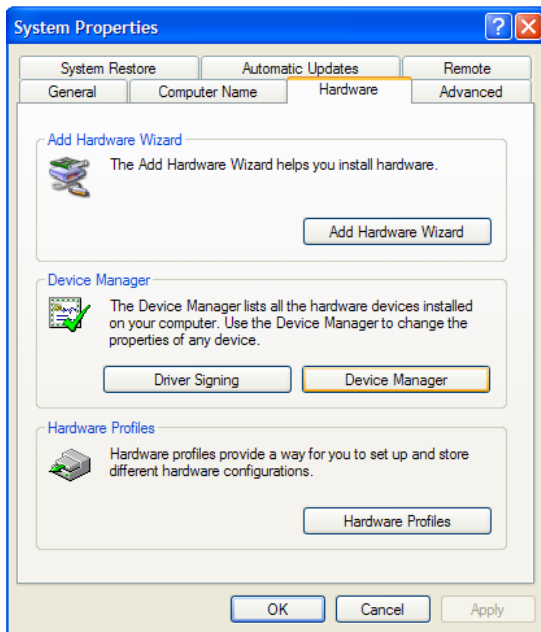 System Properties
System Restore Automatic Updates Remote
General Computer Name Hardware Advanced
Add Hardware Wizard
The Add Hardware Wizard helps you install hardware.
Add Hardware Wizard
Device Manager
The Device Manager lists all the hardware devices installed
on your computer. Use the Device Manager to change the
properties of any device.
Driver Signing Device Manager
Hardware Profiles
Hardware profiles provide a way for you to set up and store
different hardware configurations.
Hardware Profiles
OK Cancel Apply